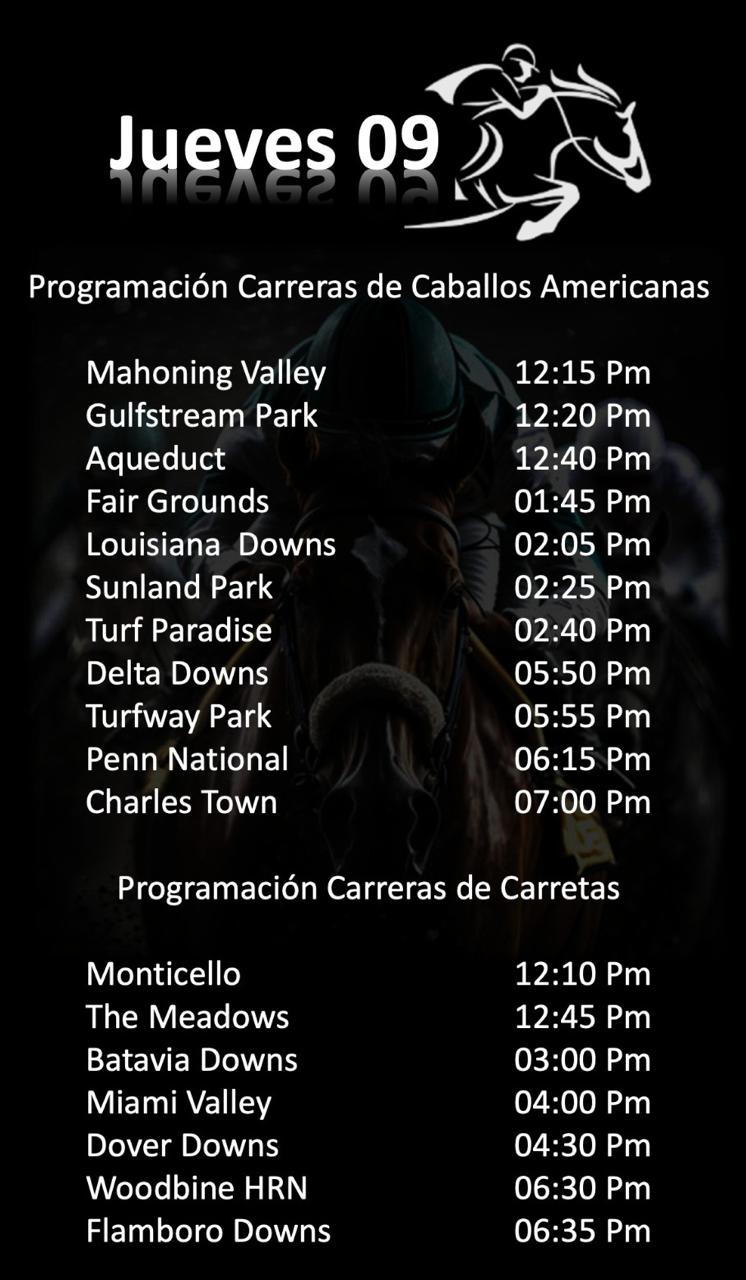 Jueves 09
Programación Carreras de Caballos Americanas
Mahoning Valley 12:15 Pm
Gulfstream Park 12:20 Pm
Aqueduct 12:40 Pm
Fair Grounds 01:45 Pm
Louisiana  Downs 02:05 Pm
Sunland Park 02:25 Pm
Turf Paradise 02:40 Pm
Delta Downs 05:50 Pm
Turfway Park 05:55 Pm
Penn National 06:15 Pm
Charles Town 07:00 Pm
Programación Carreras de Carretas
Monticello 12:10 Pm
The Meadows 12:45 Pm
Batavia Downs 03:00 Pm
Miami Valley 04:00 Pm
Dover Downs 04:30 Pm
Woodbine HRN 06:30 Pm
Flamboro Downs 06:35 Pm